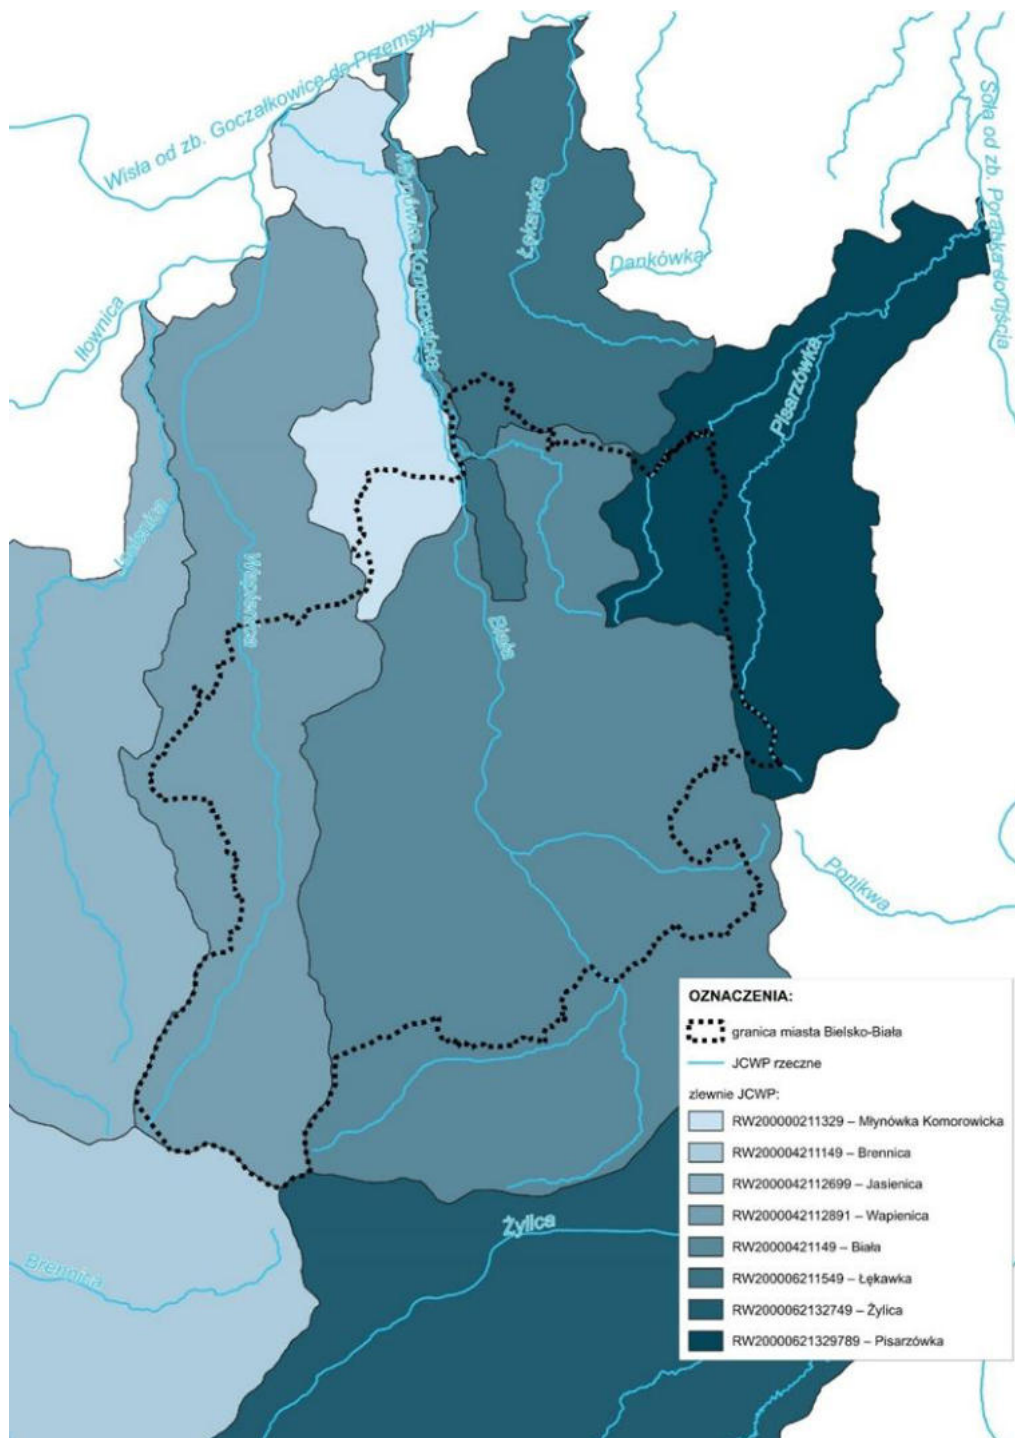 Wisła od zb. Goczałkowice do Przemszy
Soła od zb. Porąbka do ujścia
Młynówka Komorowicka
Łękawka
Dankówka
Iłownica
Pisarzówka
Jasienica
Wapienica
Biała
Ponikwa
Żylica
Brennica
OZNACZENIA:
granica miasta Bielsko-Biała
JCWP rzeczne
zlewnie JCWP:
RW200000211329 – Młynówka Komorowicka
RW200004211149 – Brennica
RW2000042112699 – Jasienica
RW2000042112891 – Wapienica
RW20000421149 – Biała
RW200006211549 – Łękawka
RW2000062132749 – Żylica
RW20000621329789 – Pisarzówka